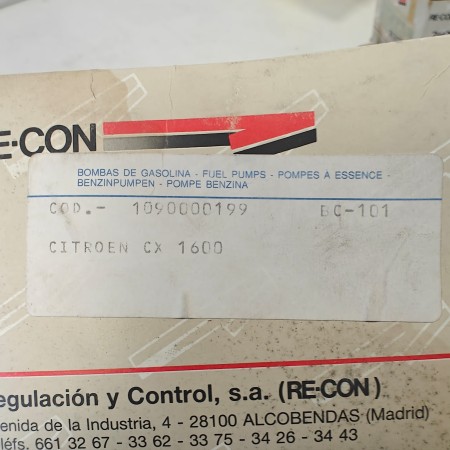 RE-CON
E-CON
BOMBAS DE GASOLINA - FUEL PUMPS - POMPES A ESSENCE -
BENZINPUMPEN - POMPE BENZINA
COD.- 1090000199 BC-101
CITROEN CX 1600
egulación y Control, s.a. (RE-CON)
enida de la Industria, 4 - 28100 ALCOBENDAS (Madrid)
eléfs. 661 32 67 - 33 62 - 33 75 - 34 26 - 34 43